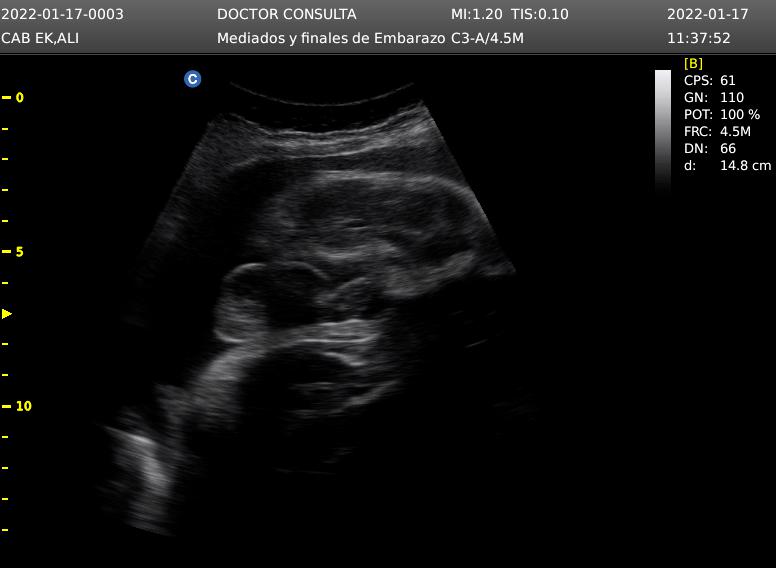 2022-01-17-0003 DOCTOR CONSULTA MI:1.20 TIS:0.10 2022-01-17
CAB EK,ALI Mediados y finales de Embarazo C3-A/4.5M 11:37:52
C
[B]
CPS: 61
GN: 110
POT: 100 %
FRC: 4.5M
DN: 66
d: 14.8 cm
0
5
10